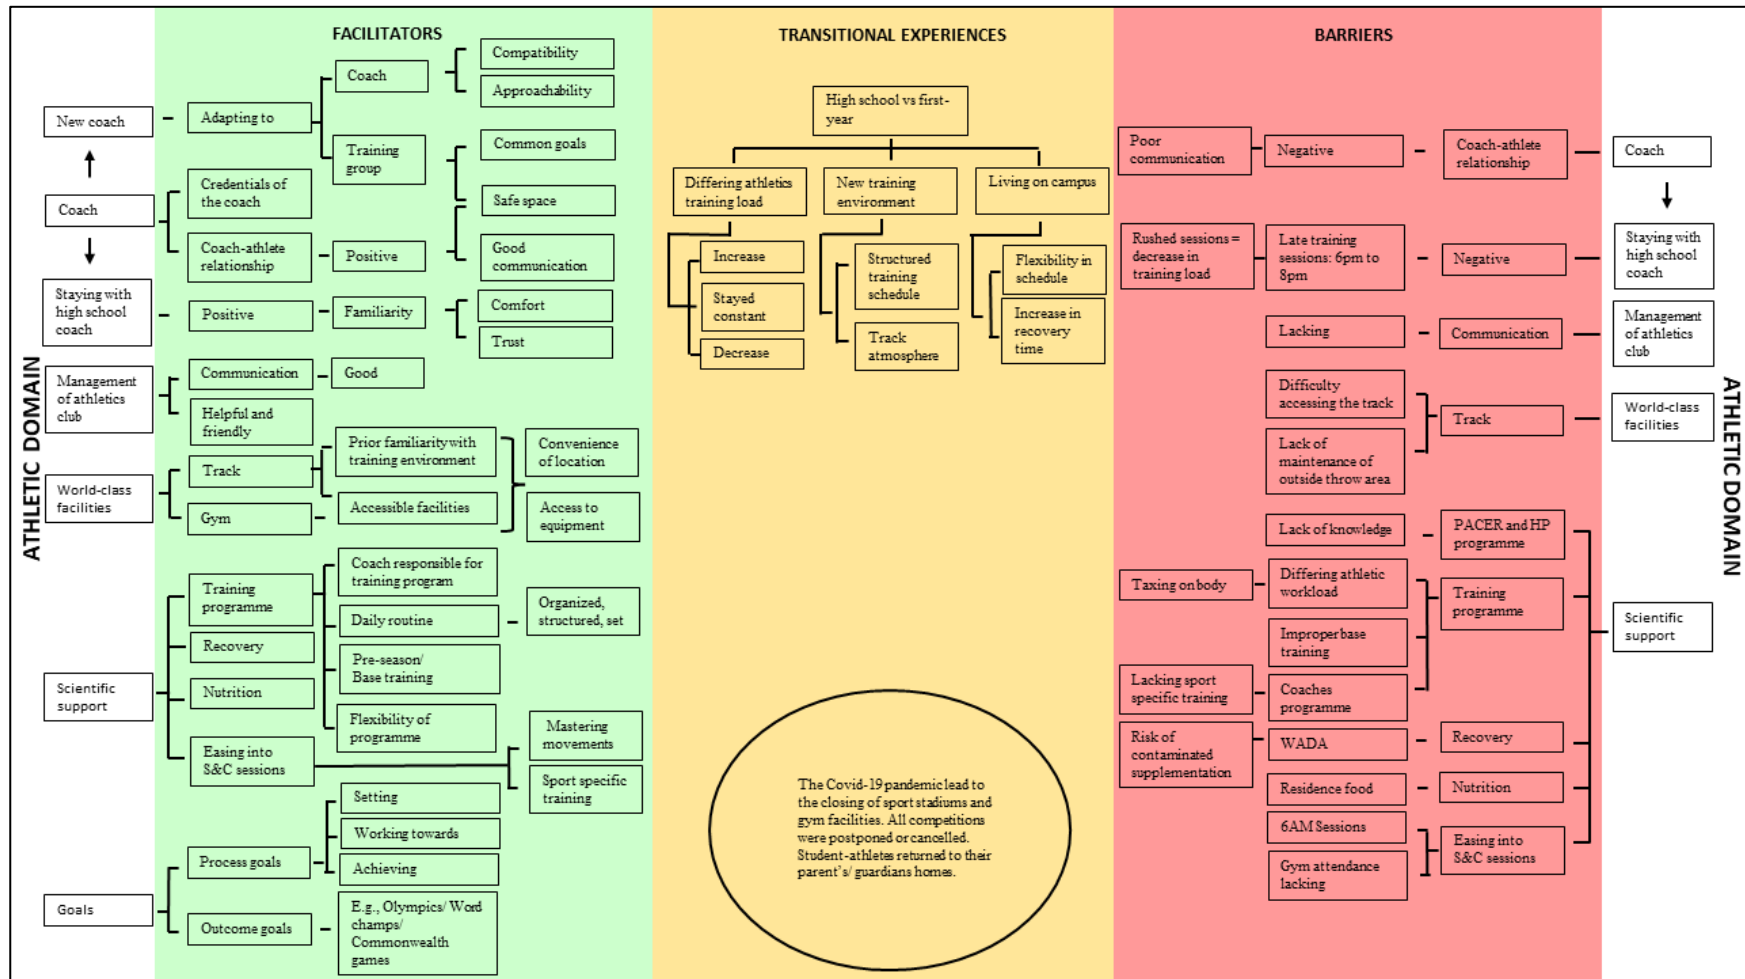 FACILITATORS
TRANSITIONAL EXPERIENCES
BARRIERS
ATHLETIC DOMAIN
New coach
Coach
Staying with
high school
coach
Management
of athletics
club
World-class
facilities
Scientific
support
Goals
Adapting to
Credentials of
the coach
Coach-athlete
relationship
Positive
Communication
Helpful and
friendly
Track
Gym
Training
programme
Recovery
Nutrition
Easing into
S&C sessions
Process goals
Outcome goals
Coach
Training
group
Positive
Familiarity
Good
Prior familiarity with
training environment
Accessible facilities
Coach responsible for
training program
Daily routine
Pre-season/
Base training
Flexibility of
programme
Setting
Working towards
Achieving
E.g., Olympics/ Word
champs/
Commonwealth
games
Compatibility
Approachability
Common goals
Safe space
Good
communication
Comfort
Trust
Convenience
of location
Access to
equipment
Organized,
structured, set
Mastering
movements
Sport specific
training
High school vs first-
year
Differing athletics
training load
New training
environment
Living on campus
Increase
Stayed
constant
Decrease
Structured
training
schedule
Track
atmosphere
Flexibility in
schedule
Increase in
recovery
time
The Covid-19 pandemic lead to
the closing of sport stadiums and
gym facilities. All competitions
were postponed or cancelled.
Student-athletes returned to their
parent's/ guardians homes.
Poor
communication
Rushed sessions =
decrease in
training load
Taxing on body
Lacking sport
specific training
Risk of
contaminated
supplementation
Negative
Late training
sessions: 6pm to
8pm
Lacking
Difficulty
accessing the track
Lack of
maintenance of
outside throw area
Lack of knowledge
Differing athletic
workload
Improper base
training
Coaches
programme
WADA
Residence food
6AM Sessions
Gym attendance
lacking
Coach-athlete
relationship
Negative
Communication
Track
PACER and HP
programme
Training
programme
Recovery
Nutrition
Easing into
S&C sessions
Coach
Staying with
high school
coach
Management
of athletics
club
World-class
facilities
Scientific
support
ATHLETIC DOMAIN